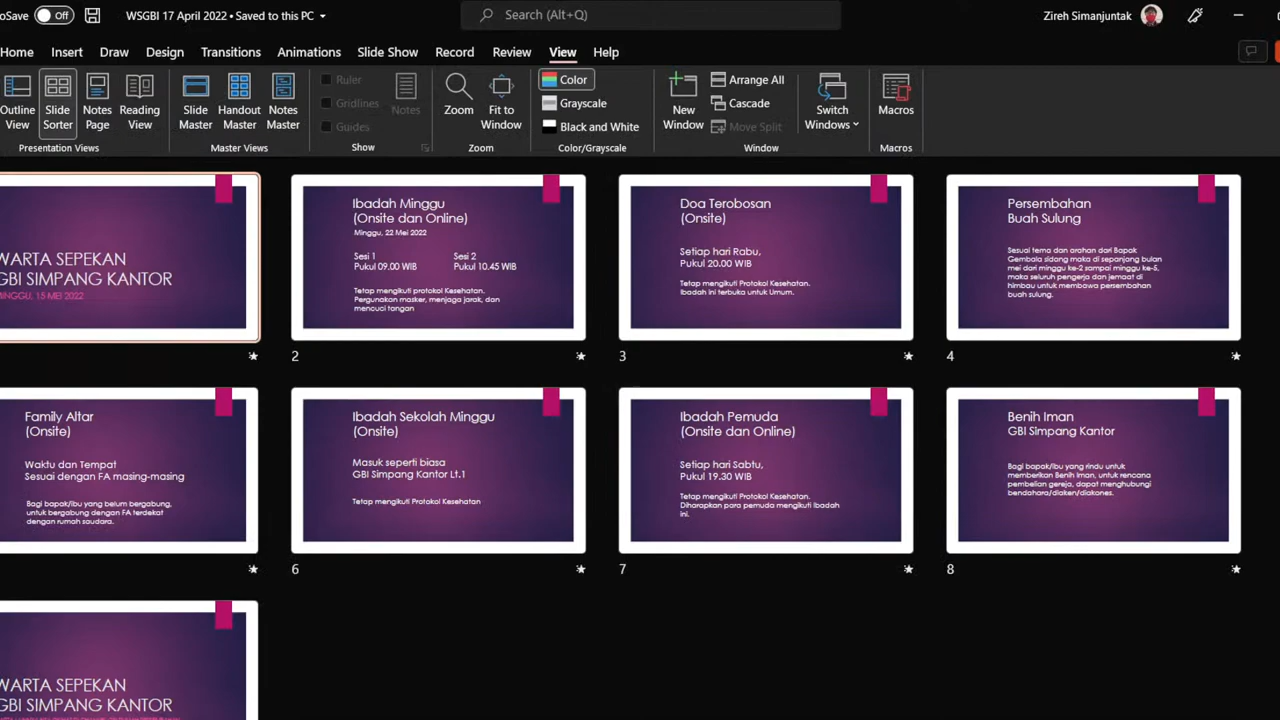 oSave Off WSGBI 17 April 2022 • Saved to this PC Search (Alt+Q) Zireh Simanjuntak
Home Insert Draw Design Transitions Animations Slide Show Record Review View Help
Outline View
Slide Sorter
Notes Page
Reading View
Presentation Views
Slide Master
Handout Master
Notes Master
Master Views
Ruler
Gridlines
Guides
Notes
Show
Zoom
Fit to Window
Zoom
Color
Grayscale
Black and White
Color/Grayscale
New Window
Arrange All
Cascade
Move Split
Switch Windows
Window
Macros
Macros
WARTA SEPEKAN
GBI SIMPANG KANTOR
MINGGU, 15 MEI 2022
Ibadah Minggu
(Onsite dan Online)
Minggu, 22 Mei 2022
Sesi 1
Pukul 09.00 WIB
Sesi 2
Pukul 10.45 WIB
Tetap mengikuti protokol Kesehatan.
Pergunakan masker, menjaga jarak, dan
mencuci tangan
2
Doa Terobosan
(Onsite)
Setiap hari Rabu,
Pukul 20.00 WIB
Tetap mengikuti Protokol Kesehatan.
Ibadah ini terbuka untuk Umum.
3
Persembahan
Buah Sulung
Sesuai tema dan arahan dari Bapak
Gembala sidang maka di sepanjang bulan
mei dari minggu ke-2 sampai minggu ke-5,
maka seluruh pengerja dan jemaat di
himbau untuk membawa persembahan
buah sulung.
4
Family Altar
(Onsite)
Waktu dan Tempat
Sesuai dengan FA masing-masing
Bagi bapak/ibu yang belum bergabung,
untuk bergabung dengan FA terdekat
dengan rumah saudara.
Ibadah Sekolah Minggu
(Onsite)
Masuk seperti biasa
GBI Simpang Kantor Lt.1
Tetap mengikuti Protokol Kesehatan
6
Ibadah Pemuda
(Onsite dan Online)
Setiap hari Sabtu,
Pukul 19.30 WIB
Tetap mengikuti Protokol Kesehatan.
Diharapkan para pemuda mengikuti Ibadah
ini.
7
Benih Iman
GBI Simpang Kantor
Bagi bapak/ibu yang rindu untuk
memberikan Benih Iman, untuk rencana
pembelian gereja, dapat menghubungi
bendahara/diaken/diakones.
8
WARTA SEPEKAN
GBI SIMPANG KANTOR